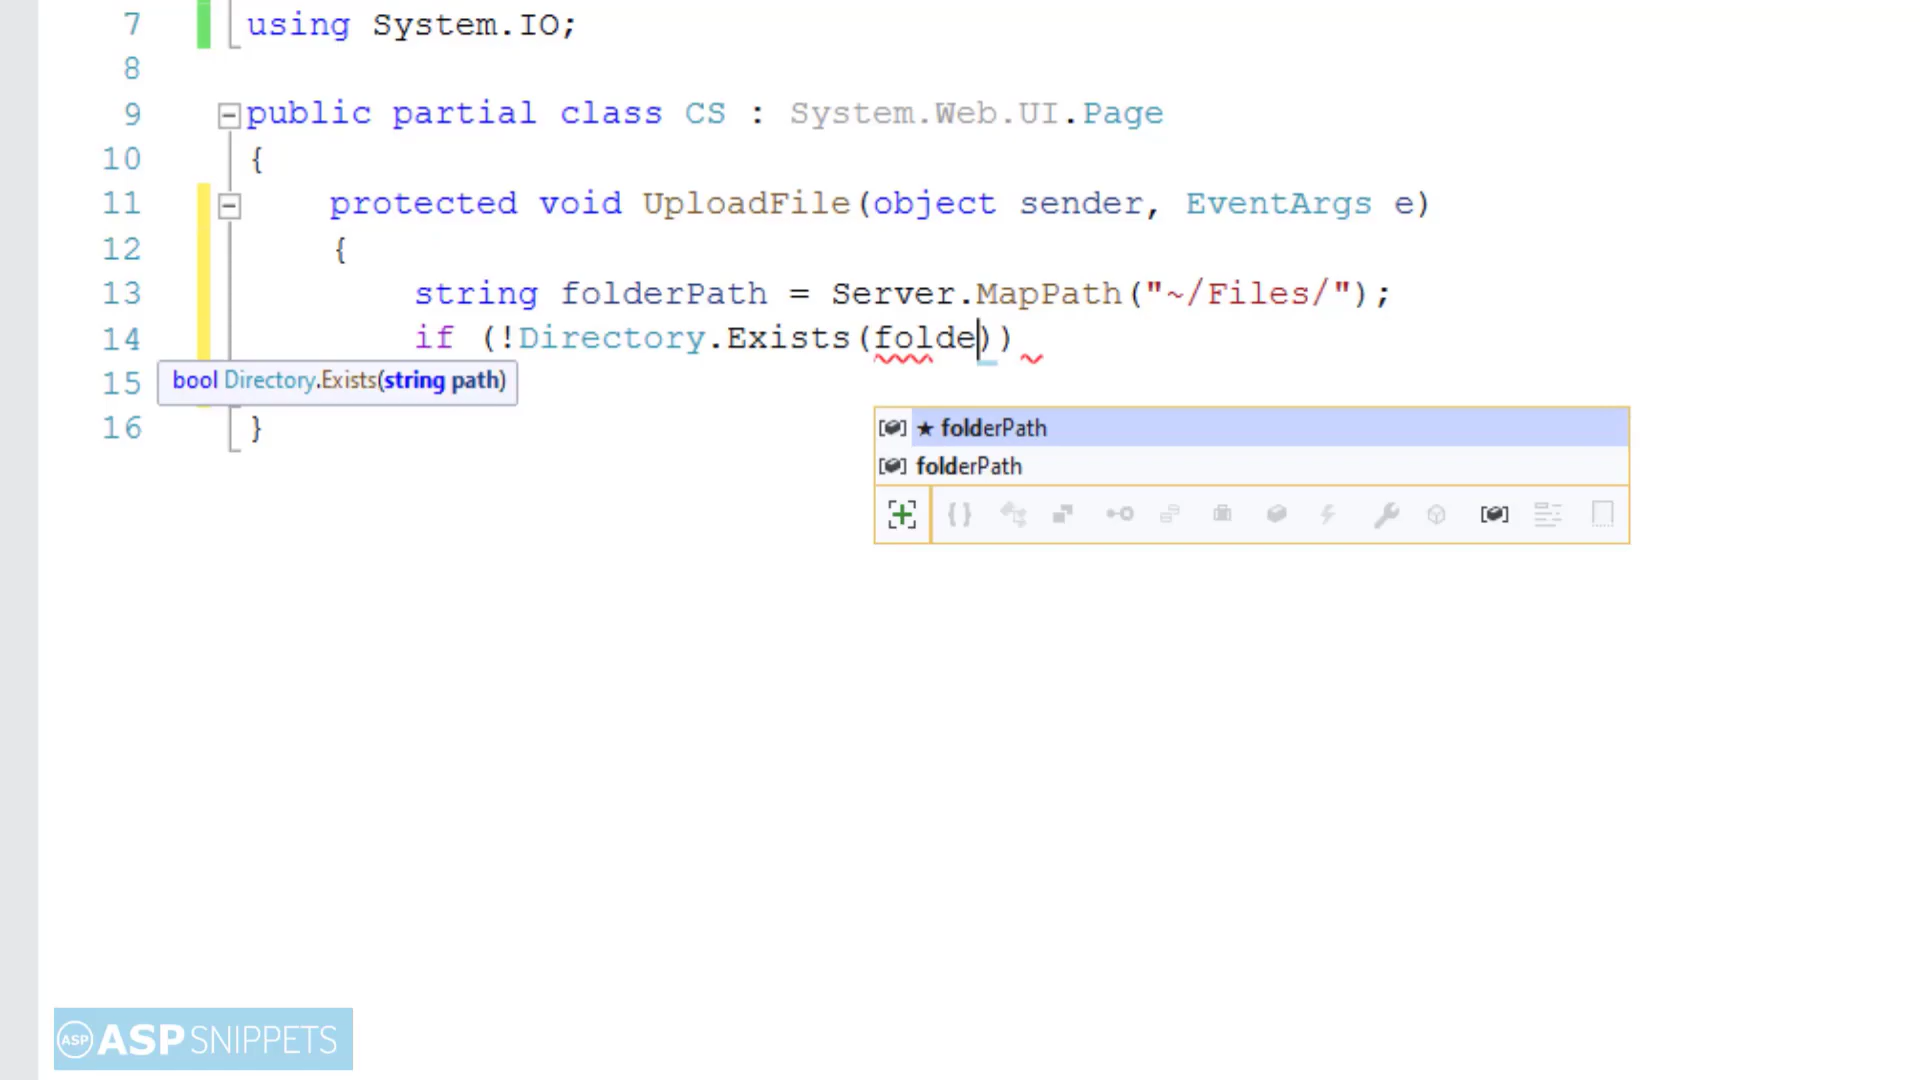 7 using System.IO;
8
9 public partial class CS : System.Web.UI.Page
10 {
11 protected void UploadFile(object sender, EventArgs e)
12 {
13 string folderPath = Server.MapPath("~/Files/");
14 if (!Directory.Exists(folde))
15 bool Directory.Exists(string path)
★ folderPath
16 }
folderPath
ASP ASPSNIPPETS